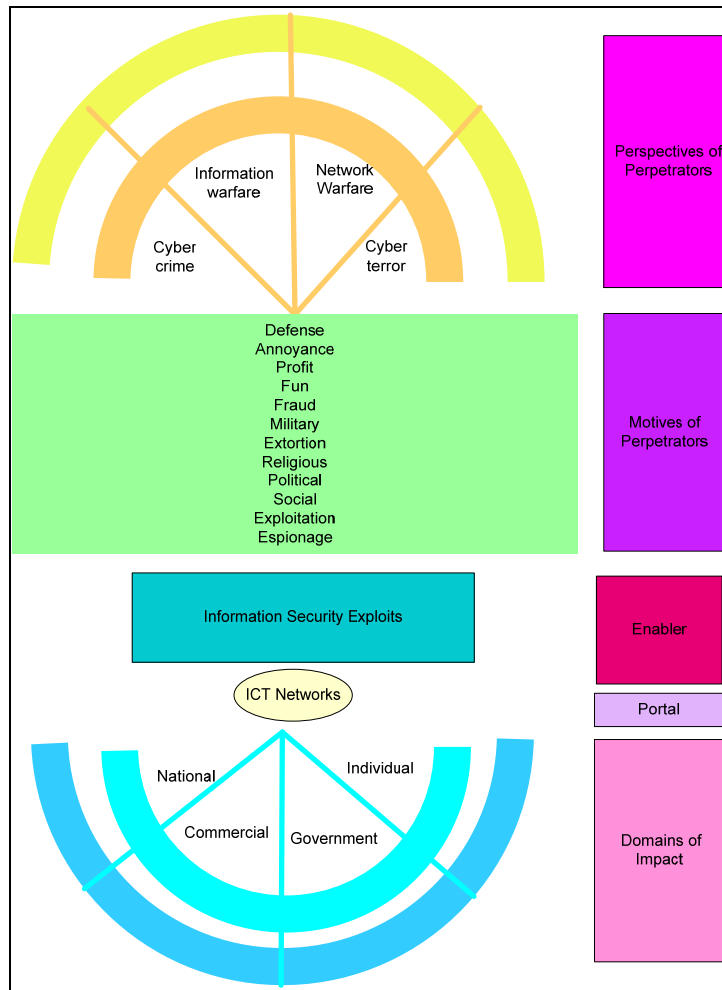 Information
warfare
Network
Warfare
Cyber
crime
Cyber
terror
Perspectives of
Perpetrators
Defense
Annoyance
Profit
Fun
Fraud
Military
Extortion
Religious
Political
Social
Exploitation
Espionage
Motives of
Perpetrators
Information Security Exploits
Enabler
ICT Networks
Portal
National
Individual
Commercial
Government
Domains of
Impact